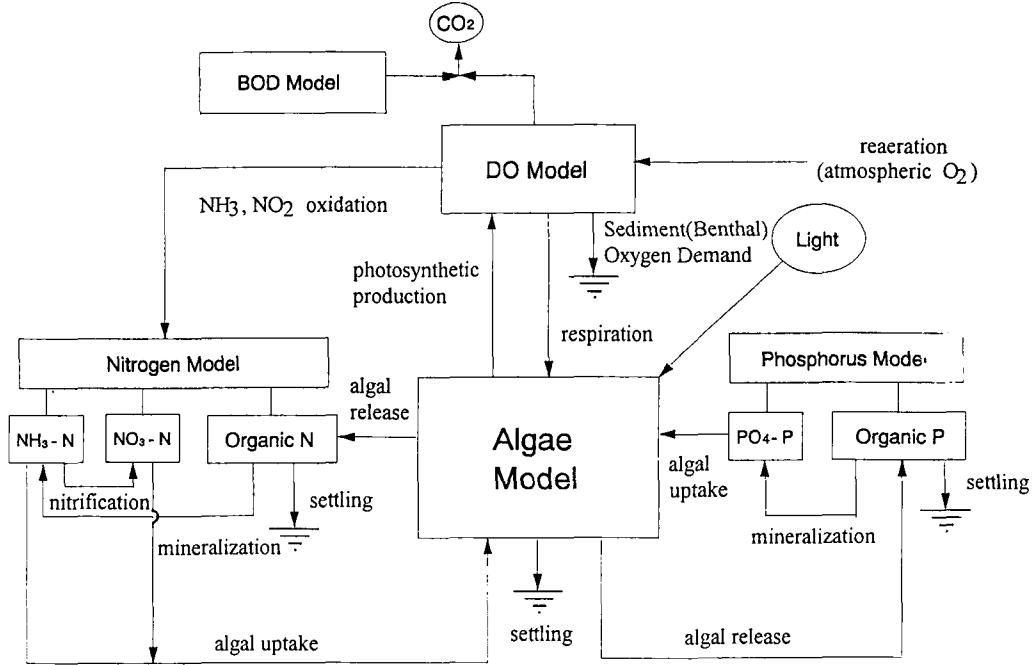 CO2
BOD Model
DO Model
reaeration
(atmospheric O2)
NH3, NO2 oxidation
Sediment(Benthal)
Oxygen Demand
Light
photosynthetic
production
respiration
Nitrogen Model
Phosphorus Mode
algal
release
NH3 - N
NO3 - N
Organic N
Algae
Model
PO4 - P
Organic P
algal
uptake
nitrification
settling
settling
mineralization
mineralization
settling
algal uptake
algal release